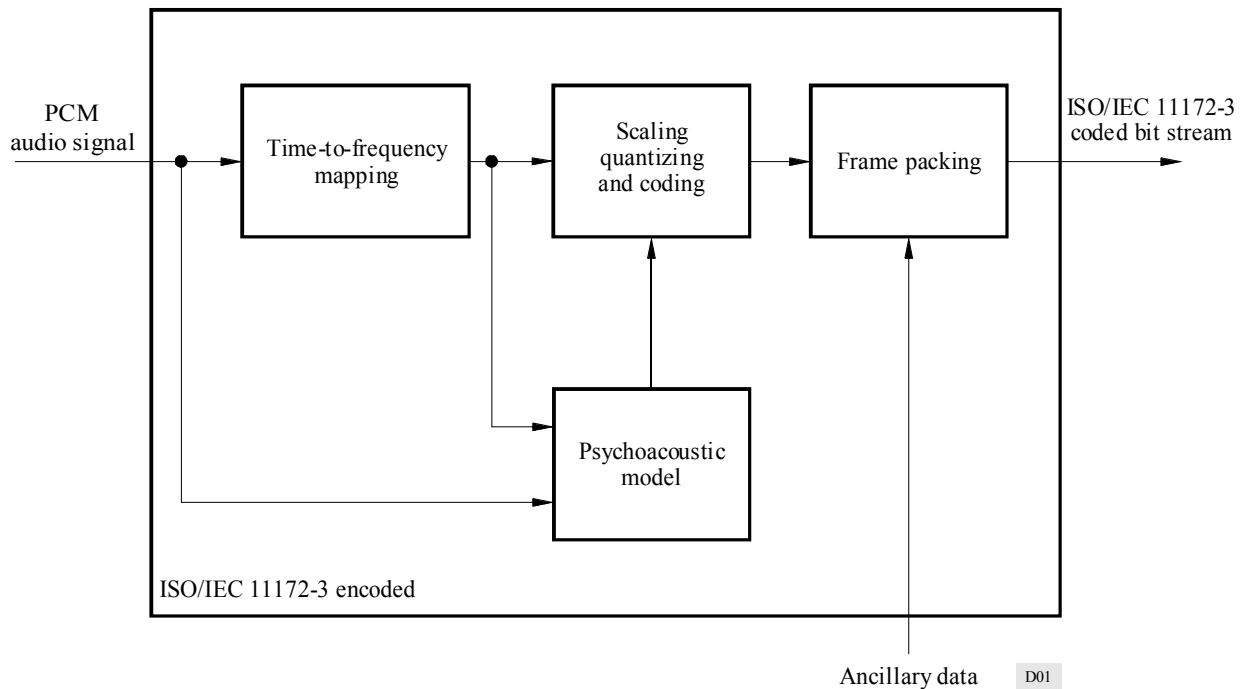 PCM
audio signal
Time-to-frequency
mapping
Scaling
quantizing
and coding
Frame packing
ISO/IEC 11172-3
coded bit stream
Psychoacoustic
model
ISO/IEC 11172-3 encoded
Ancillary data
D01